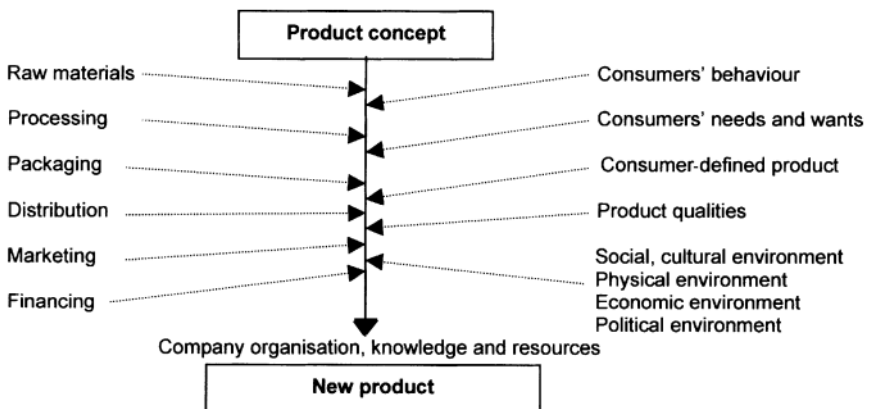 Product concept
Raw materials
Consumers' behaviour
Processing
Consumers' needs and wants
Packaging
Consumer-defined product
Distribution
Product qualities
Marketing
Social, cultural environment
Physical environment
Financing
Economic environment
Political environment
Company organisation, knowledge and resources
New product